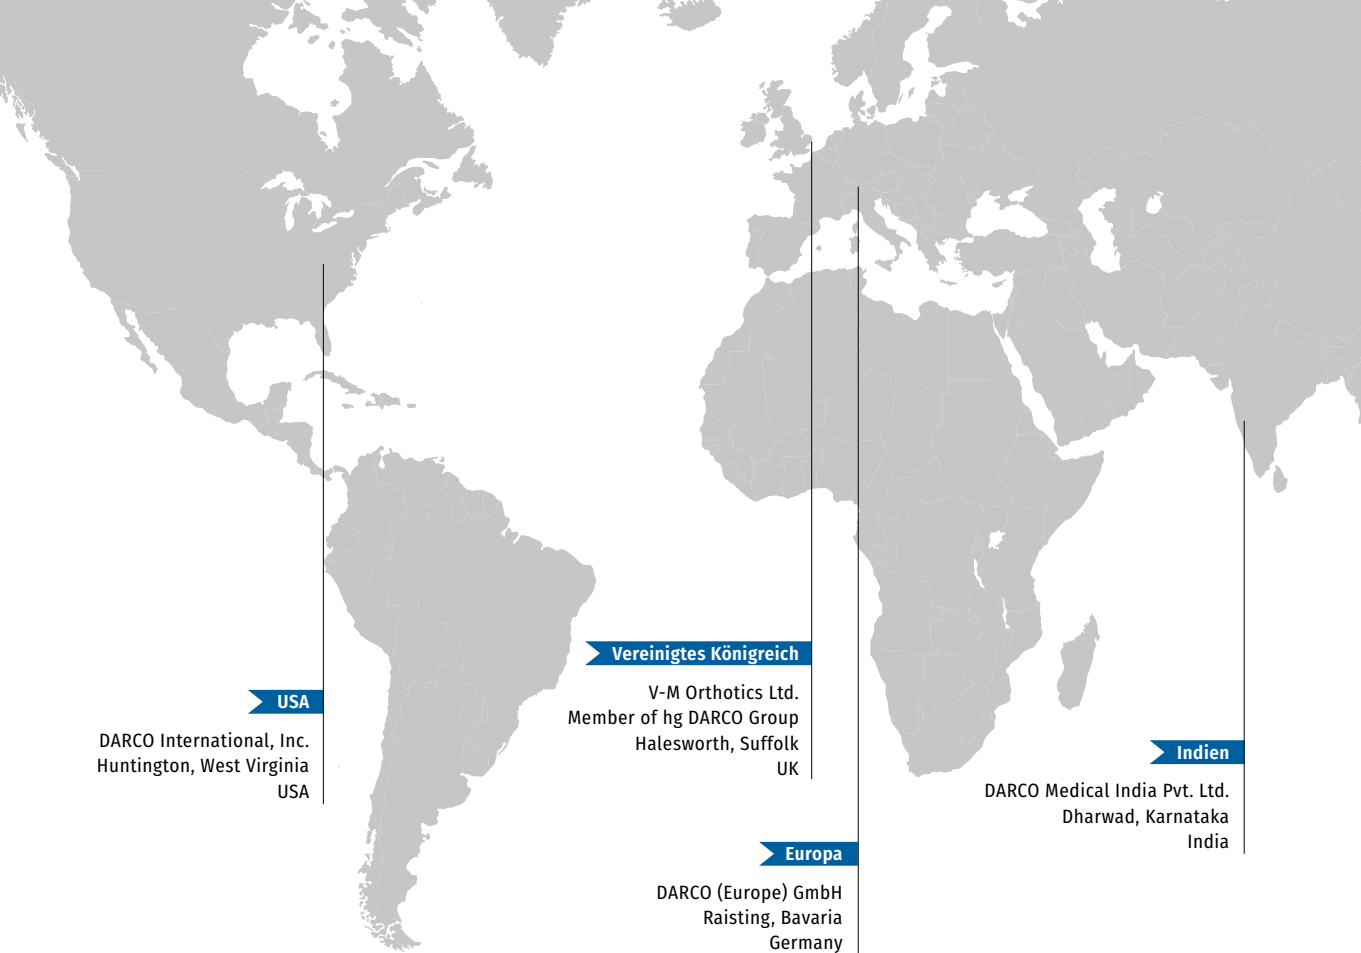 Vereinigtes Königreich
V-M Orthotics Ltd.
Member of hg DARCO Group
Halesworth, Suffolk
UK
USA
DARCO International, Inc.
Huntington, West Virginia
USA
Indien
DARCO Medical India Pvt. Ltd.
Dharwad, Karnataka
India
Europa
DARCO (Europe) GmbH
Raisting, Bavaria
Germany